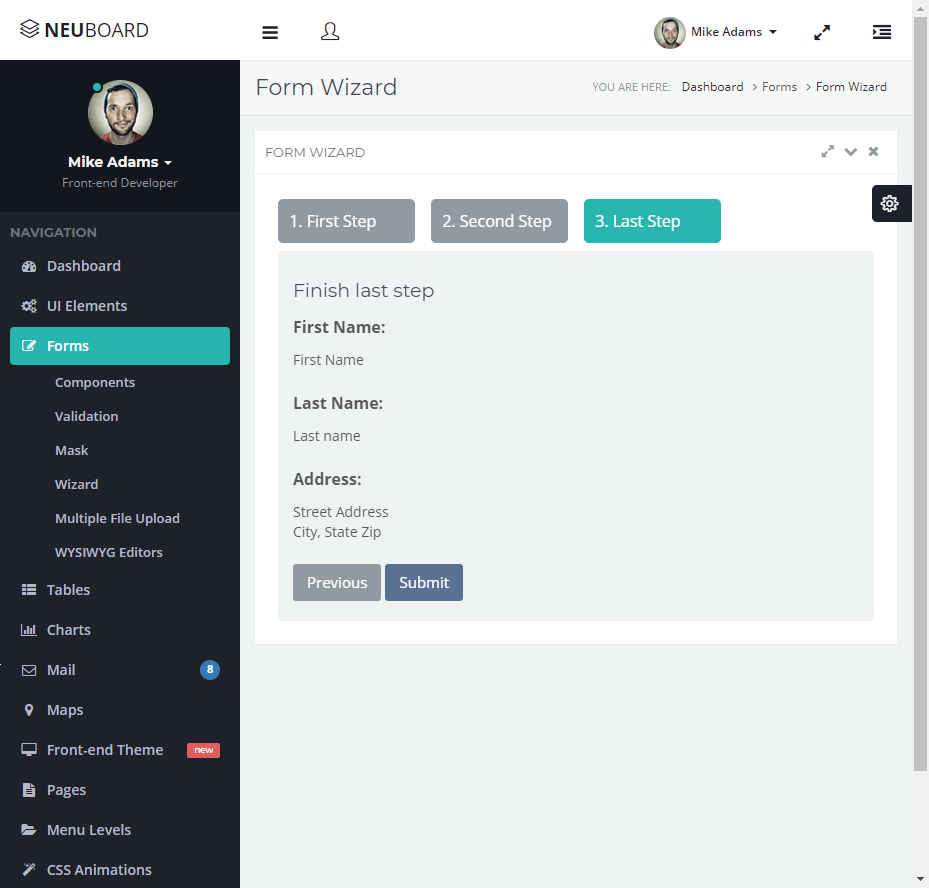 NEUBOARD
Mike Adams
Mike Adams
Front-end Developer
NAVIGATION
Dashboard
UI Elements
Forms
Components
Validation
Mask
Wizard
Multiple File Upload
WYSIWYG Editors
Tables
Charts
Mail 8
Maps
Front-end Theme new
Pages
Menu Levels
CSS Animations
Form Wizard
YOU ARE HERE: Dashboard > Forms > Form Wizard
FORM WIZARD
1. First Step 2. Second Step 3. Last Step
Finish last step
First Name:
First Name
Last Name:
Last name
Address:
Street Address
City, State Zip
Previous Submit